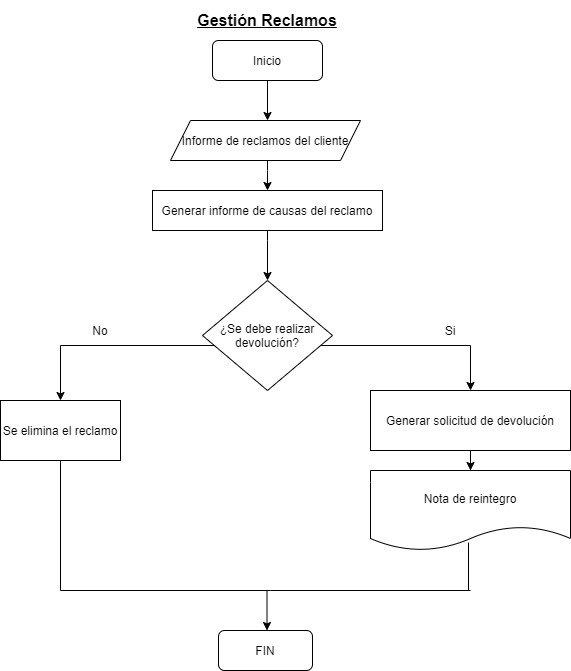 Gestión Reclamos
Inicio
Informe de reclamos del cliente
Generar informe de causas del reclamo
¿Se debe realizar
devolución?
No
Si
Se elimina el reclamo
Generar solicitud de devolución
Nota de reintegro
FIN